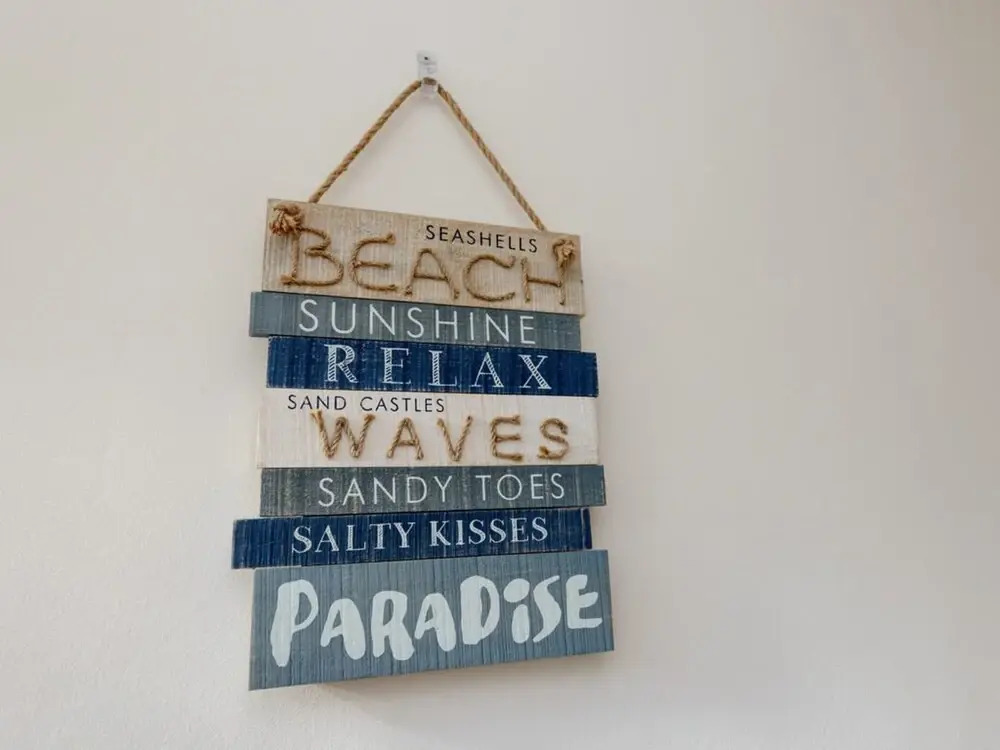 SEASHELLS
BEACH
SUNSHINE
RELAX
SAND CASTLES
WAVES
SANDY TOES
SALTY KISSES
PARADiSE